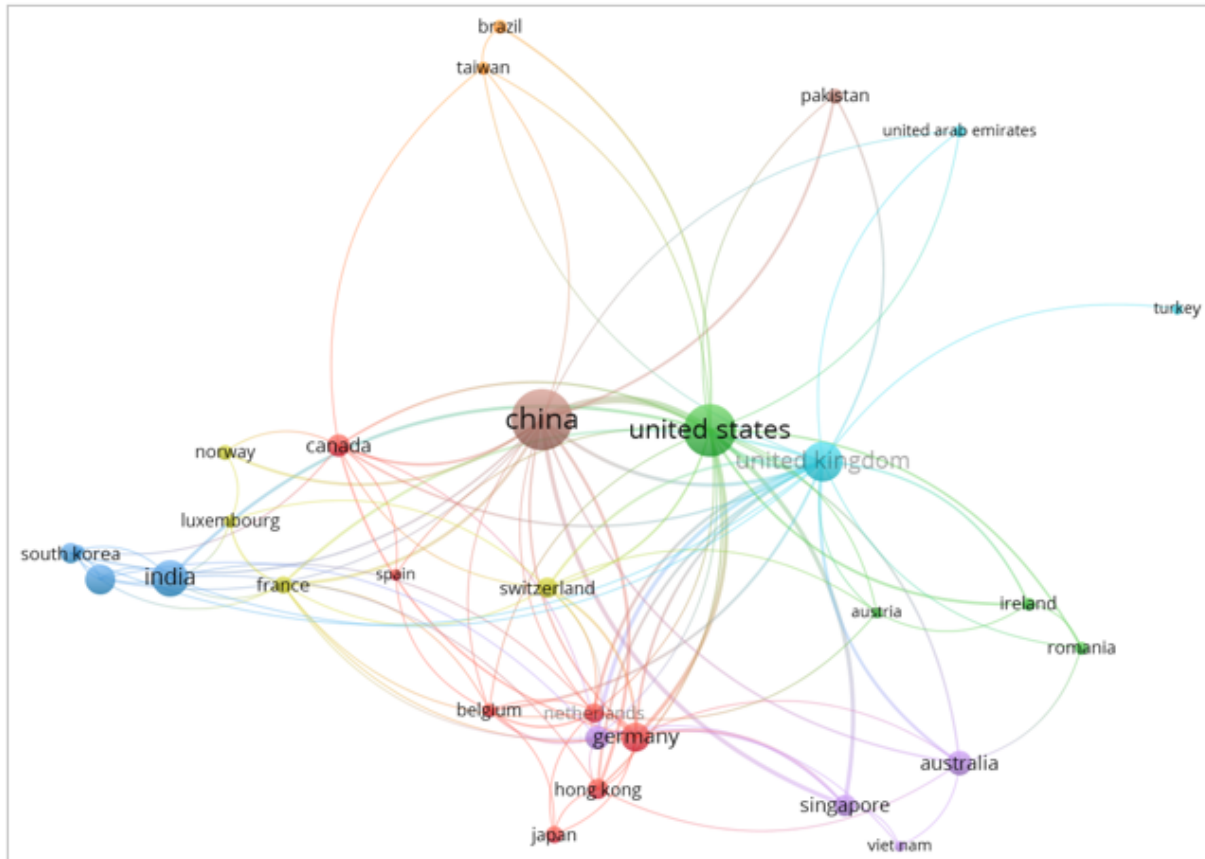 brazil
taiwan
pakistan
united arab emirates
turkey
china
united states
canada
norway
united kingdom
luxembourg
south korea
india
france
spain
switzerland
austria
ireland
romania
belgium
netherlands
germany
australia
hong kong
singapore
japan
viet nam